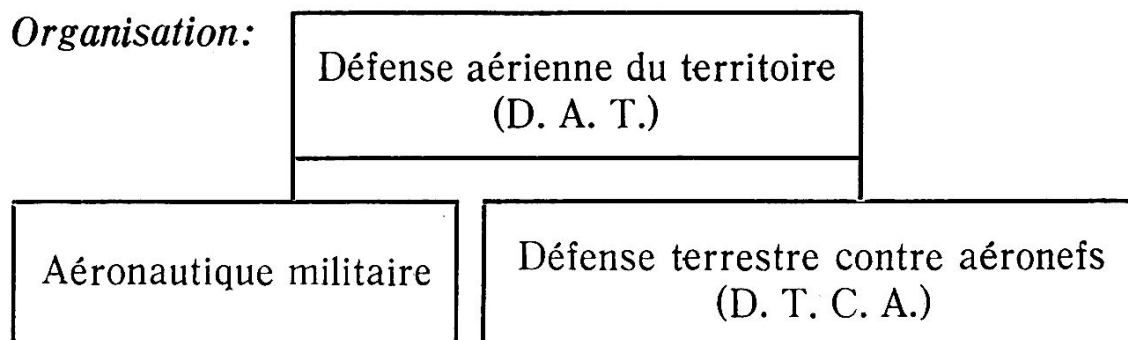 Organisation:
Défense aérienne du territoire
(D. A. T.)
Aéronautique militaire
Défense terrestre contre aéronefs
(D. T. C. A.)